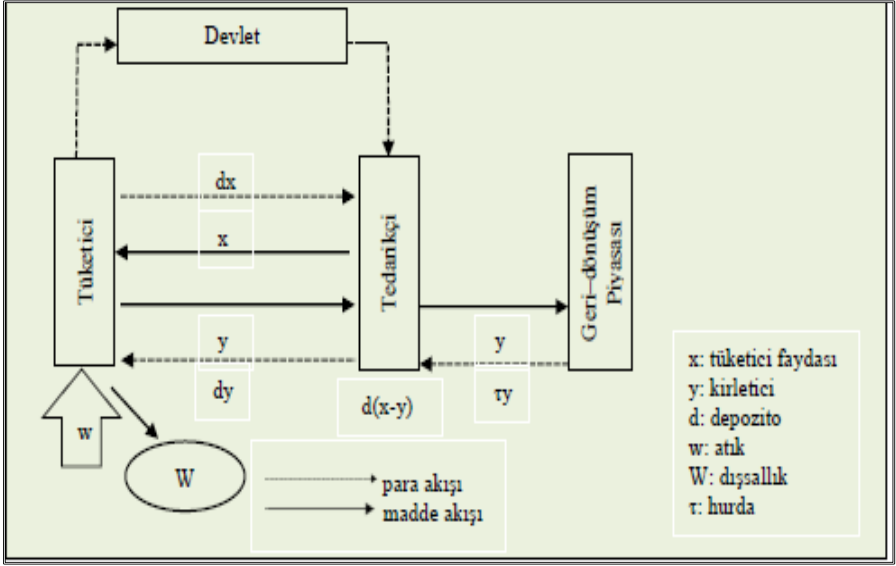 Devlet
dx
x
Tüketici
Tedarikçi
Geri–dönüşüm
Piyasası
y
y
dy
τy
d(x-y)
w
W
para akışı
madde akışı
x: tüketici faydası
y: kirletici
d: depozito
w: atık
W: dışsallık
τ: hurda